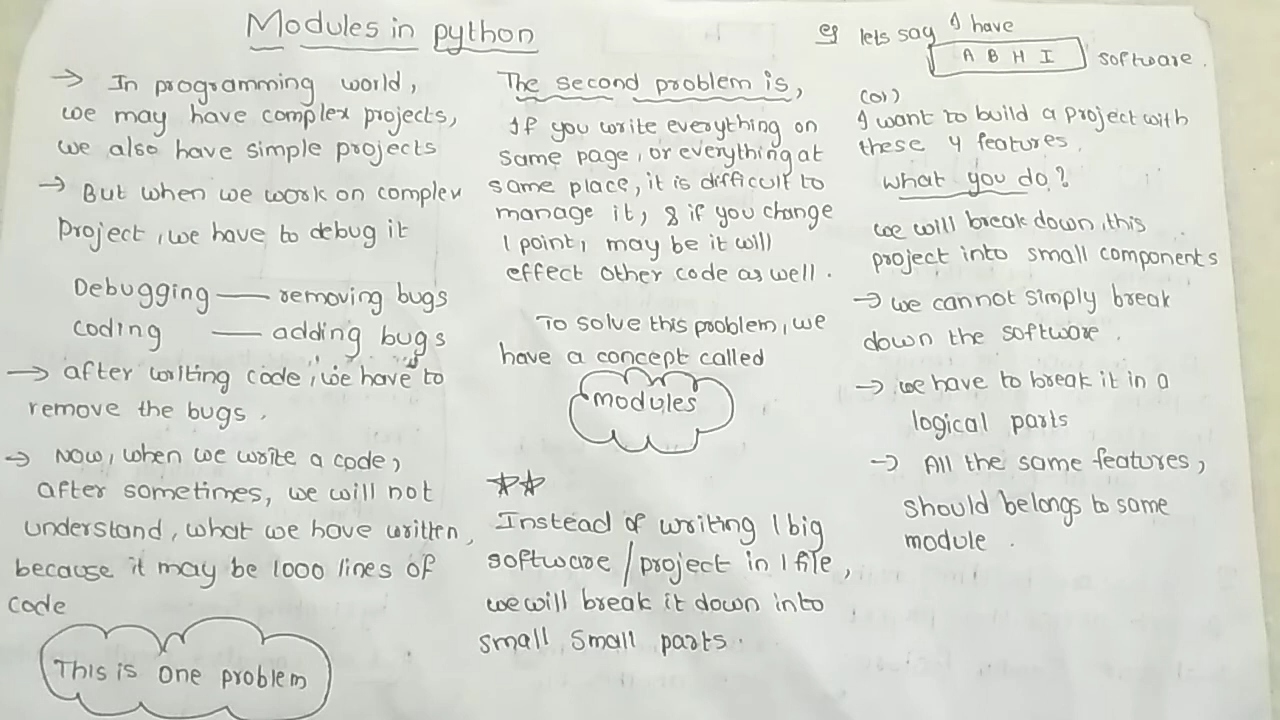 Modules in python
→ In programming world,
we may have complex projects,
we also have simple projects
→ But when we work on complex
Project, we have to debug it
Debugging — removing bugs
coding — adding bugs
→ after writing code, we have to
remove the bugs.
→ Now, when we write a code,
after sometimes, we will not
understand, what we have written,
because it may be 1000 lines of
code
This is one problem
The second problem is,
If you write everything on
same page, or everything at
same place, it is difficult to
manage it, & if you change
1 point, may be it will
effect other code as well.
To solve this problem, we
have a concept called
modules
☆☆
Instead of writing 1 big
software/project in 1 file,
we will break it down into
small small parts.
eg lets say I have
A B H I software.
(or)
I want to build a project with
these 4 features.
what you do?
we will break down, this
project into small components
→ we cannot simply break
down the software.
→ we have to break it in a
logical parts
→ All the same features,
should belongs to same
module.